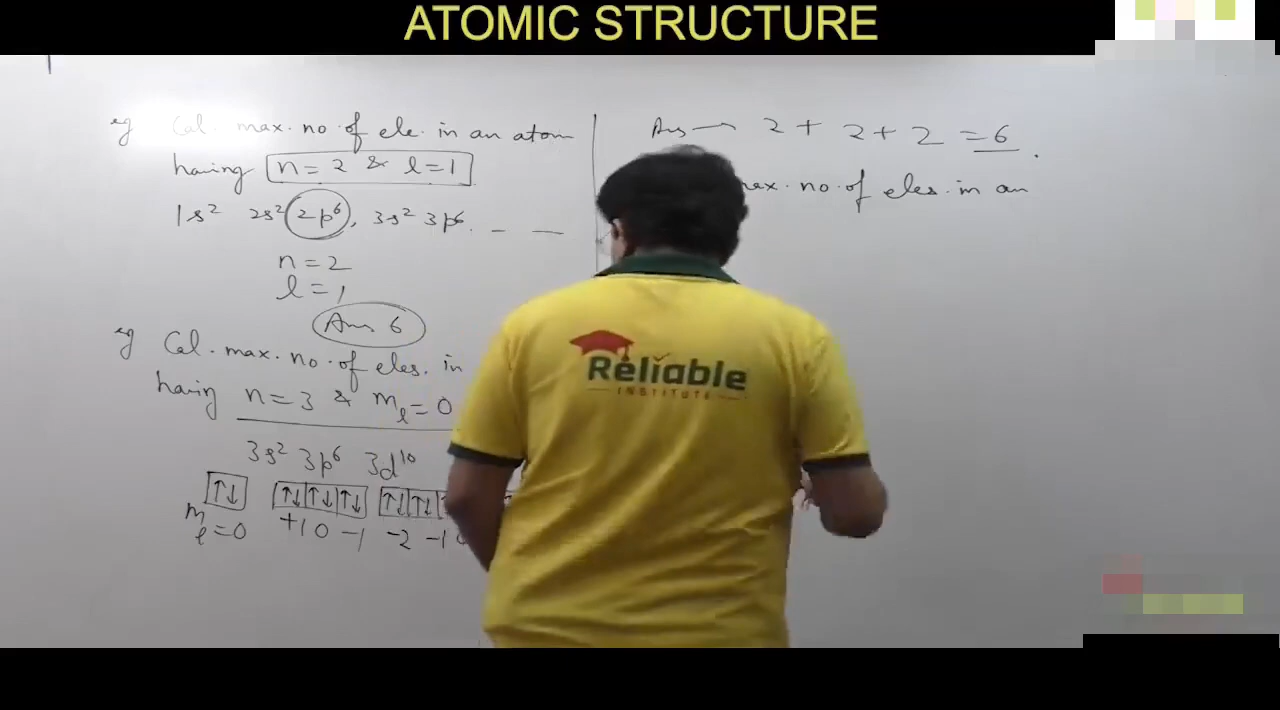 ATOMIC STRUCTURE
eg Cal. max. no. of ele. in an atom
having n=2 & l=1
1s² 2s² 2p⁶, 3s² 3p⁶. _ _
n=2
l=1
Ans 6
eg Cal. max. no. of eles. in
having n=3 & mₗ=0
3s² 3p⁶ 3d¹⁰
↑↓ ↑↓ ↑↓ ↑↓ ↑↓ ↑↓
mₗ=0 +1 0 -1 -2 -1
Ans → 2 + 2 + 2 = 6.
max. no. of eles. in an
Reliable
INSTITUTE